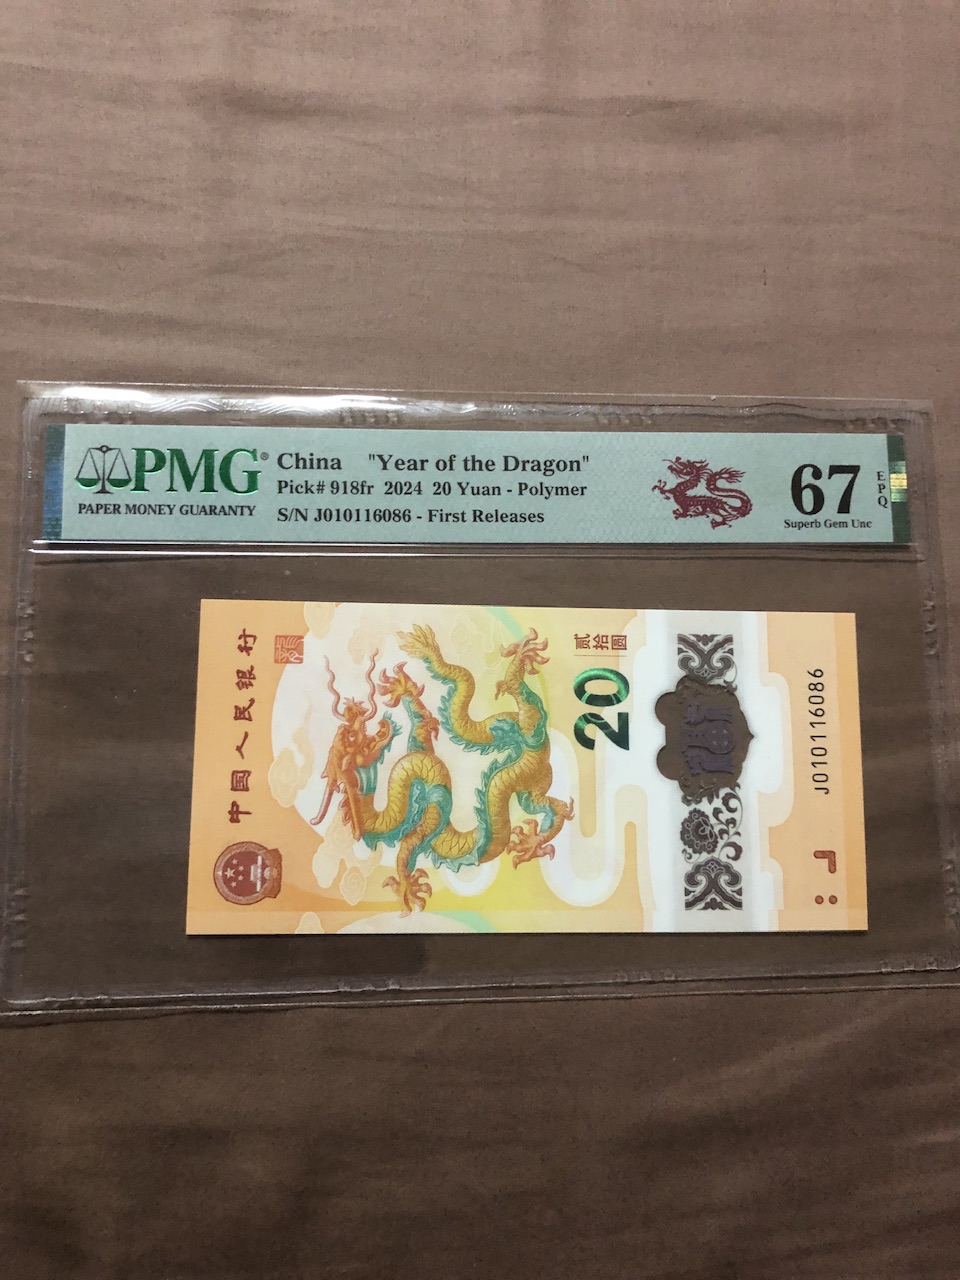 PMG®
PAPER MONEY GUARANTY
China "Year of the Dragon"
Pick# 918fr 2024 20 Yuan - Polymer
S/N J010116086 - First Releases
67
EPQ
Superb Gem Unc
中国人民银行
贰拾圆
20
J010116086